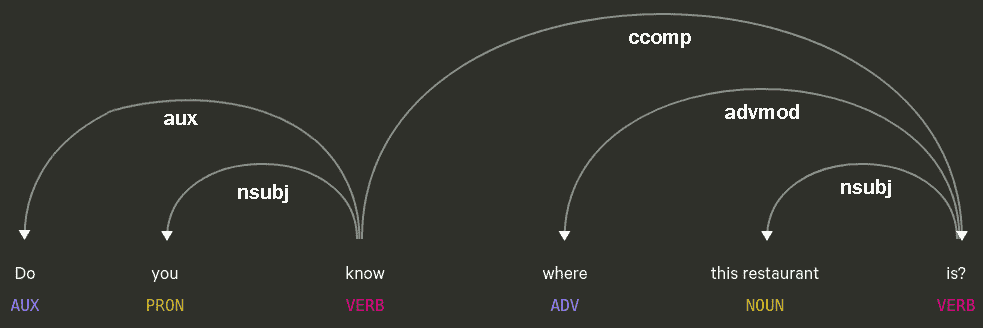 ccomp
aux
advmod
nsubj
nsubj
Do you know where this restaurant is?
AUX PRON VERB ADV NOUN VERB